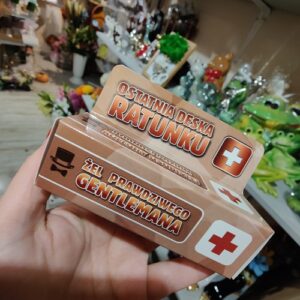 OSTATNIA DESKA
RATUNKU
ŻEL PRAWDZIWEGO
GENTLEMANA